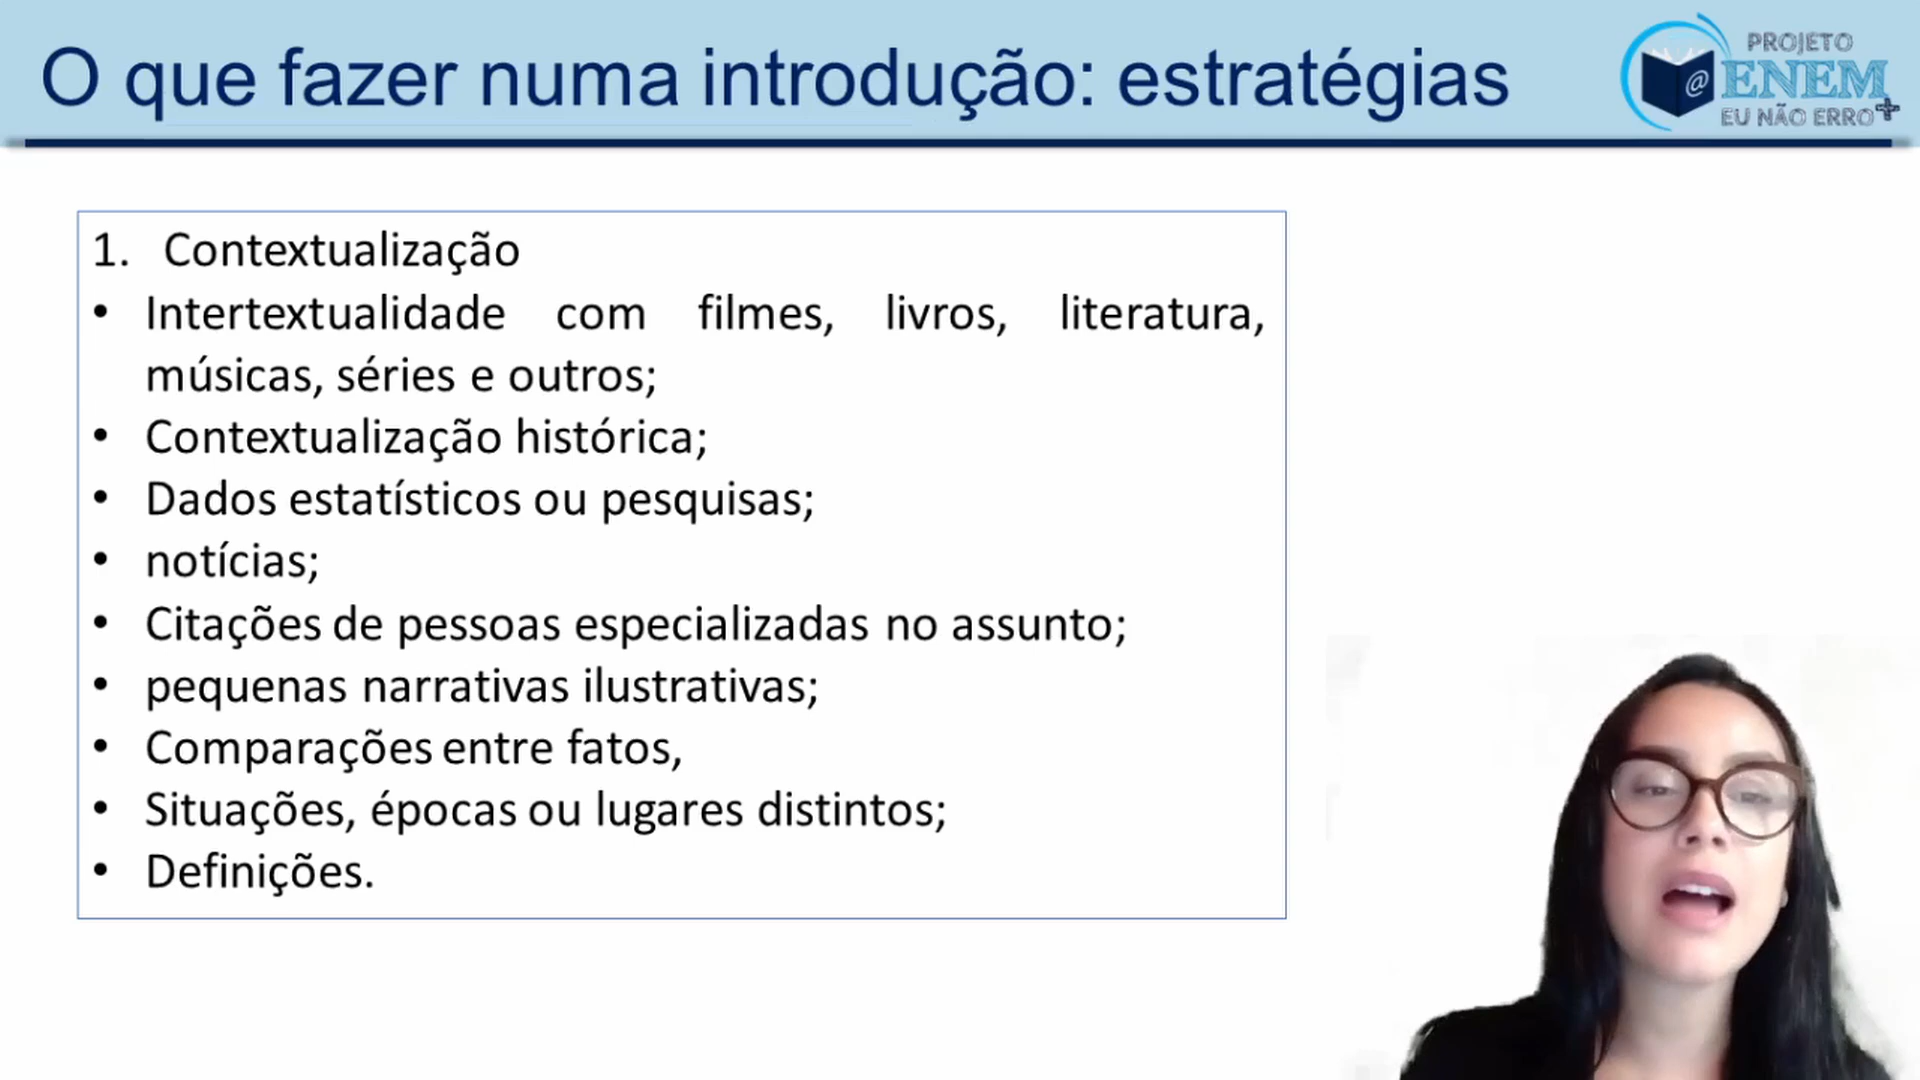 O que fazer numa introdução: estratégias
PROJETO
@ENEM
EU NÃO ERRO+
1. Contextualização
• Intertextualidade com filmes, livros, literatura,
músicas, séries e outros;
• Contextualização histórica;
• Dados estatísticos ou pesquisas;
• notícias;
• Citações de pessoas especializadas no assunto;
• pequenas narrativas ilustrativas;
• Comparações entre fatos,
• Situações, épocas ou lugares distintos;
• Definições.